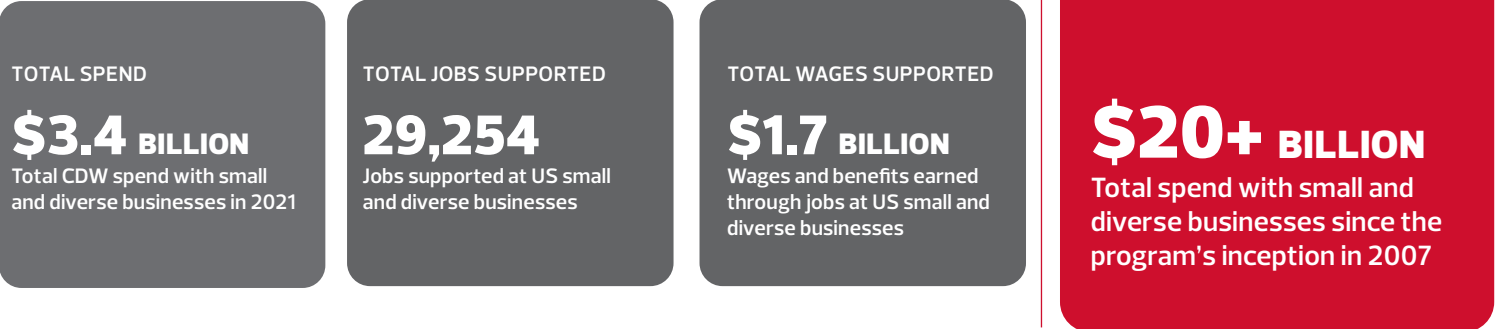 TOTAL SPEND
$3.4 BILLION
Total CDW spend with small
and diverse businesses in 2021
TOTAL JOBS SUPPORTED
29,254
Jobs supported at US small
and diverse businesses
TOTAL WAGES SUPPORTED
$1.7 BILLION
Wages and benefits earned
through jobs at US small and
diverse businesses
$20+ BILLION
Total spend with small and
diverse businesses since the
program’s inception in 2007